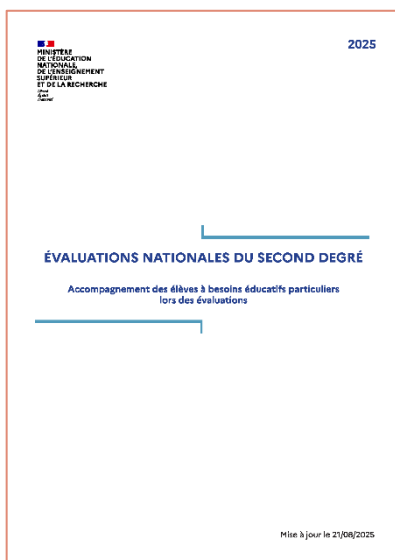 2025
MINISTÈRE
DE L'ÉDUCATION
NATIONALE,
DE L'ENSEIGNEMENT
SUPÉRIEUR
ET DE LA RECHERCHE
ÉVALUATIONS NATIONALES DU SECOND DEGRÉ
Accompagnement des élèves à besoins éducatifs particuliers
lors des évaluations
Mise à jour le 21/08/2025